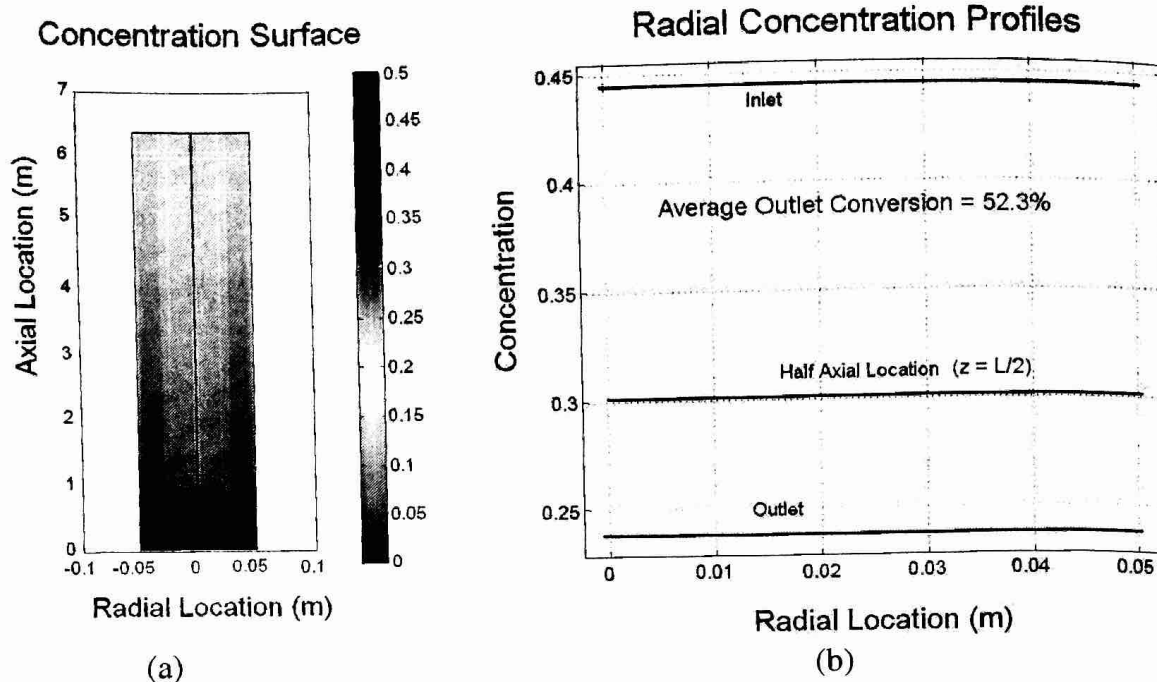 Concentration Surface
7
6
5
4
3
2
1
0
Axial Location (m)
-0.1 -0.05 0 0.05 0.1
Radial Location (m)
0.5
0.45
0.4
0.35
0.3
0.25
0.2
0.15
0.1
0.05
0
(a)
Radial Concentration Profiles
0.45
0.4
0.35
0.3
0.25
Concentration
Inlet
Average Outlet Conversion = 52.3%
Half Axial Location (z = L/2)
Outlet
0 0.01 0.02 0.03 0.04 0.05
Radial Location (m)
(b)